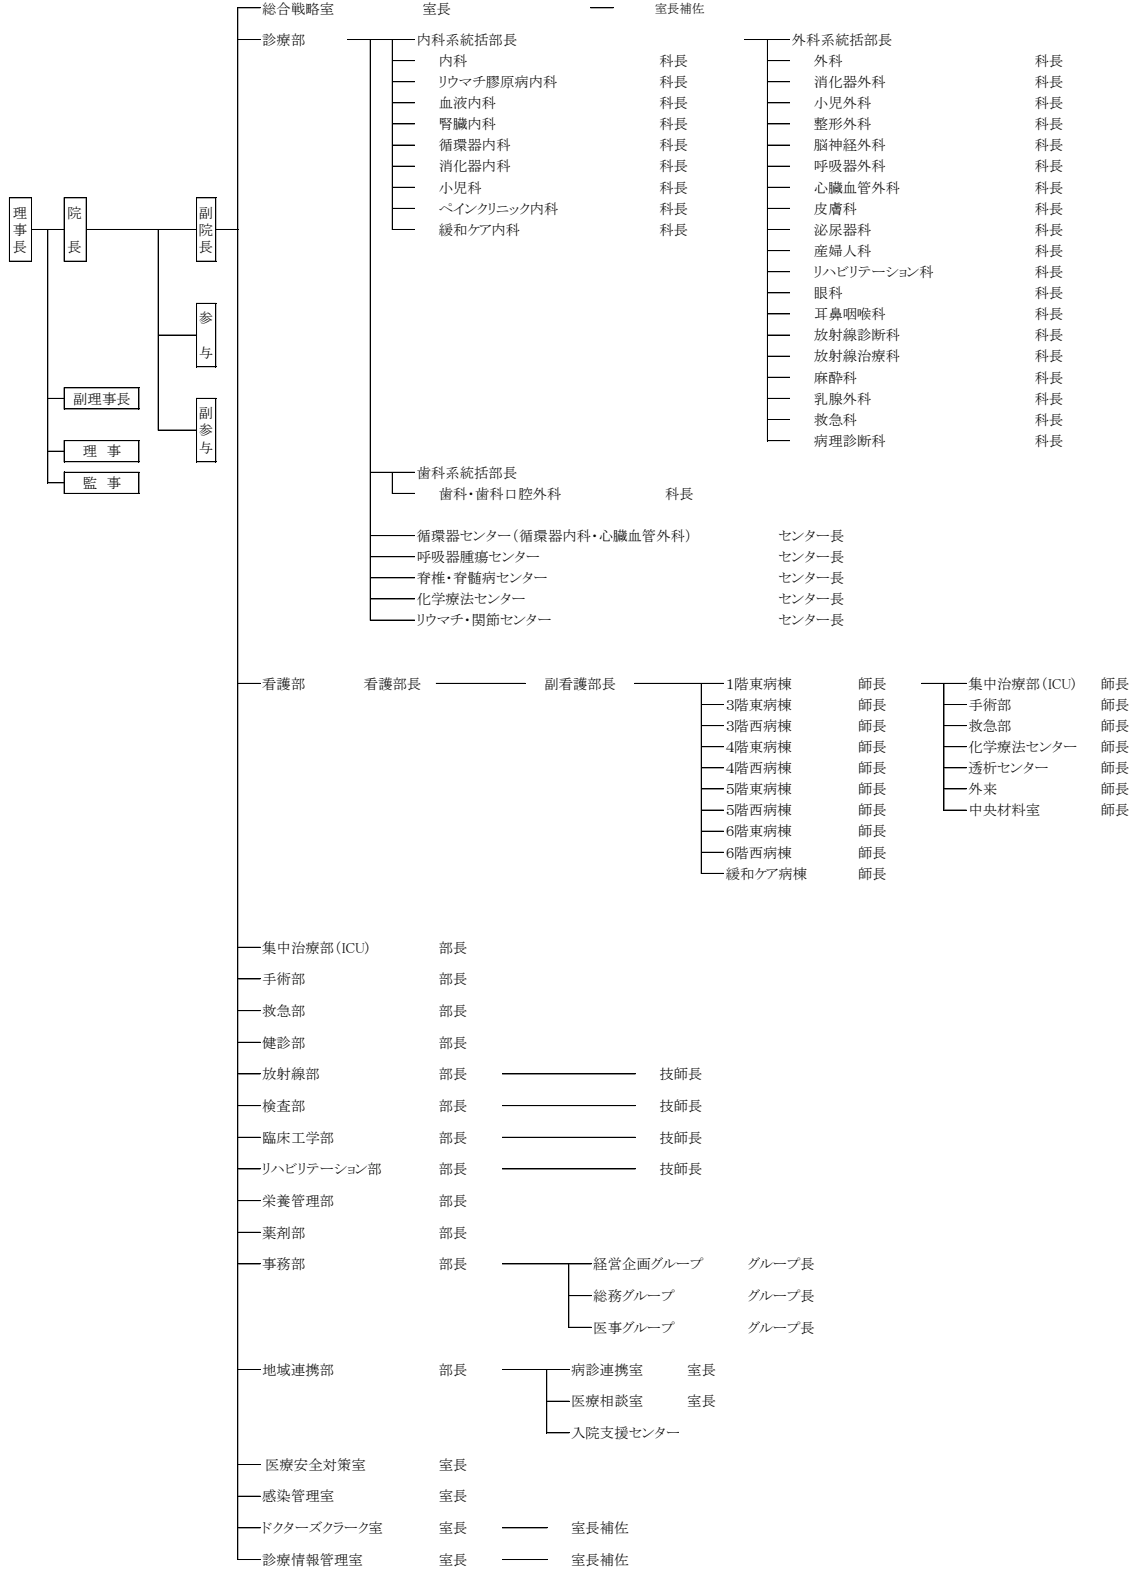 総合戦略室 室長 室長補佐
診療部 内科系統括部長 外科系統括部長
内科 科長 外科 科長
リウマチ膠原病内科 科長 消化器外科 科長
血液内科 科長 小児外科 科長
腎臓内科 科長 整形外科 科長
循環器内科 科長 脳神経外科 科長
消化器内科 科長 呼吸器外科 科長
小児科 科長 心臓血管外科 科長
ペインクリニック内科 科長 皮膚科 科長
緩和ケア内科 科長 泌尿器科 科長
産婦人科 科長
リハビリテーション科 科長
眼科 科長
耳鼻咽喉科 科長
放射線診断科 科長
放射線治療科 科長
麻酔科 科長
乳腺外科 科長
救急科 科長
病理診断科 科長
理事長
院長
副院長
参与
副参与
副理事長
理事
監事
歯科系統括部長
歯科・歯科口腔外科 科長
循環器センター(循環器内科・心臓血管外科) センター長
呼吸器腫瘍センター センター長
脊椎・脊髄病センター センター長
化学療法センター センター長
リウマチ・関節センター センター長
看護部 看護部長 副看護部長 1階東病棟 師長 集中治療部(ICU) 師長
3階東病棟 師長 手術部 師長
3階西病棟 師長 救急部 師長
4階東病棟 師長 化学療法センター 師長
4階西病棟 師長 透析センター 師長
5階東病棟 師長 外来 師長
5階西病棟 師長 中央材料室 師長
6階東病棟 師長
6階西病棟 師長
緩和ケア病棟 師長
集中治療部(ICU) 部長
手術部 部長
救急部 部長
健診部 部長
放射線部 部長 技師長
検査部 部長 技師長
臨床工学部 部長 技師長
リハビリテーション部 部長 技師長
栄養管理部 部長
薬剤部 部長
事務部 部長 経営企画グループ グループ長
総務グループ グループ長
医事グループ グループ長
地域連携部 部長 病診連携室 室長
医療相談室 室長
入院支援センター
医療安全対策室 室長
感染管理室 室長
ドクターズクラーク室 室長 室長補佐
診療情報管理室 室長 室長補佐